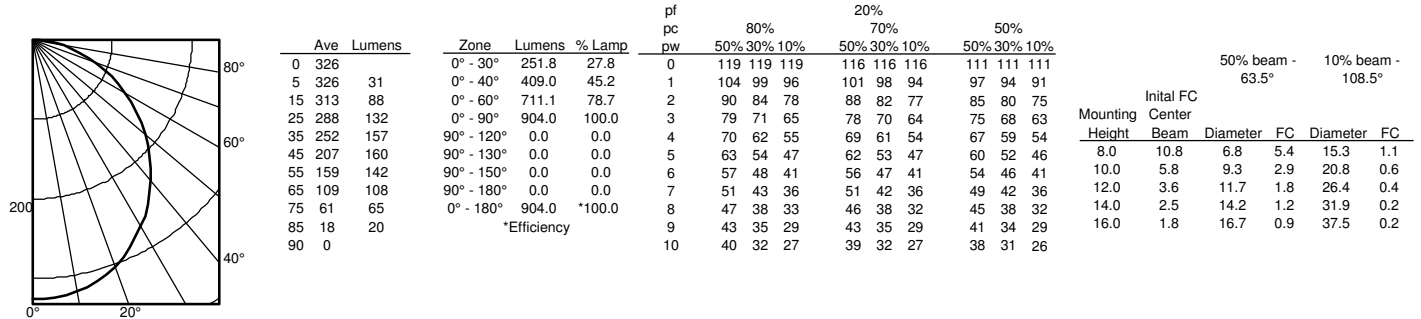 80°
60°
40°
200
0° 20°
Ave Lumens
0 326
5 326 31
15 313 88
25 288 132
35 252 157
45 207 160
55 159 142
65 109 108
75 61 65
85 18 20
90 0
Zone Lumens % Lamp
0° - 30° 251.8 27.8
0° - 40° 409.0 45.2
0° - 60° 711.1 78.7
0° - 90° 904.0 100.0
90° - 120° 0.0 0.0
90° - 130° 0.0 0.0
90° - 150° 0.0 0.0
90° - 180° 0.0 0.0
0° - 180° 904.0 *100.0
*Efficiency
pf 20%
pc 80% 70% 50%
pw 50% 30% 10% 50% 30% 10% 50% 30% 10%
0 119 119 119 116 116 116 111 111 111
1 104 99 96 101 98 94 97 94 91
2 90 84 78 88 82 77 85 80 75
3 79 71 65 78 70 64 75 68 63
4 70 62 55 69 61 54 67 59 54
5 63 54 47 62 53 47 60 52 46
6 57 48 41 56 47 41 54 46 41
7 51 43 36 51 42 36 49 42 36
8 47 38 33 46 38 32 45 38 32
9 43 35 29 43 35 29 41 34 29
10 40 32 27 39 32 27 38 31 26
50% beam - 10% beam -
63.5° 108.5°
Inital FC
Mounting Center
Height Beam Diameter FC Diameter FC
8.0 10.8 6.8 5.4 15.3 1.1
10.0 5.8 9.3 2.9 20.8 0.6
12.0 3.6 11.7 1.8 26.4 0.4
14.0 2.5 14.2 1.2 31.9 0.2
16.0 1.8 16.7 0.9 37.5 0.2